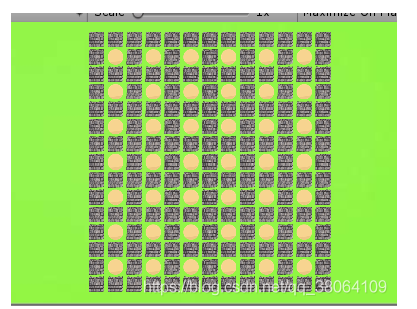 Scale 1x Maximize On Pla
https://blog.csdn.net/qq_38064109